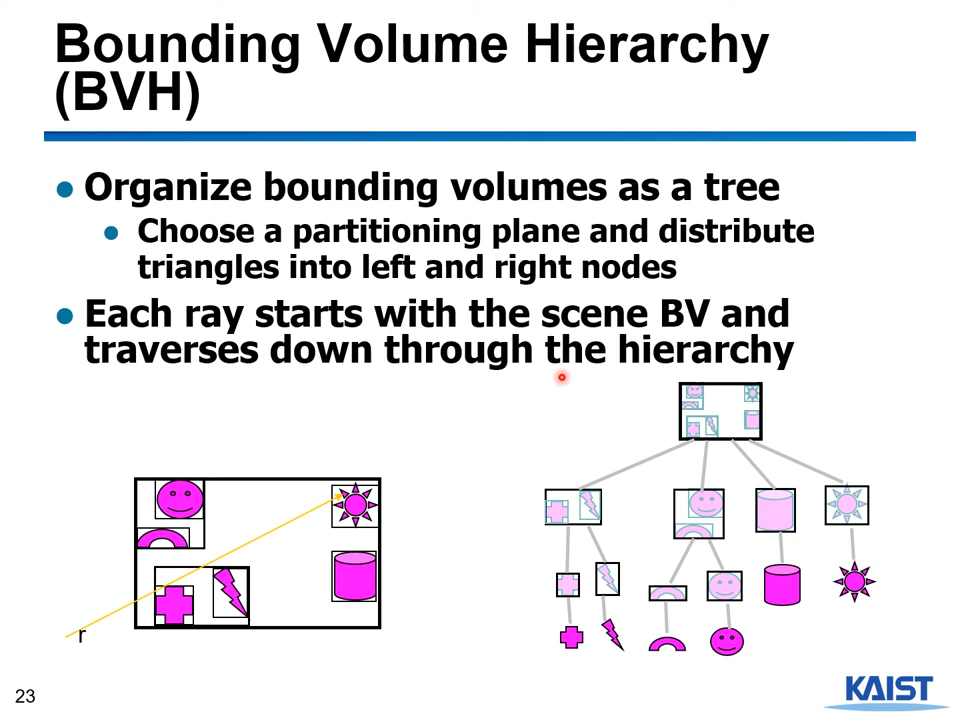 Bounding Volume Hierarchy
(BVH)
Organize bounding volumes as a tree
Choose a partitioning plane and distribute
triangles into left and right nodes
Each ray starts with the scene BV and
traverses down through the hierarchy
r
23
KAIST